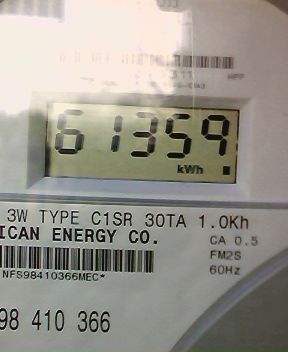 61359
kWh
3W TYPE C1SR 30TA 1.0Kh
ICAN ENERGY CO.
CA 0.5
FM2S
60Hz
NFS98410366MEC*
98 410 366